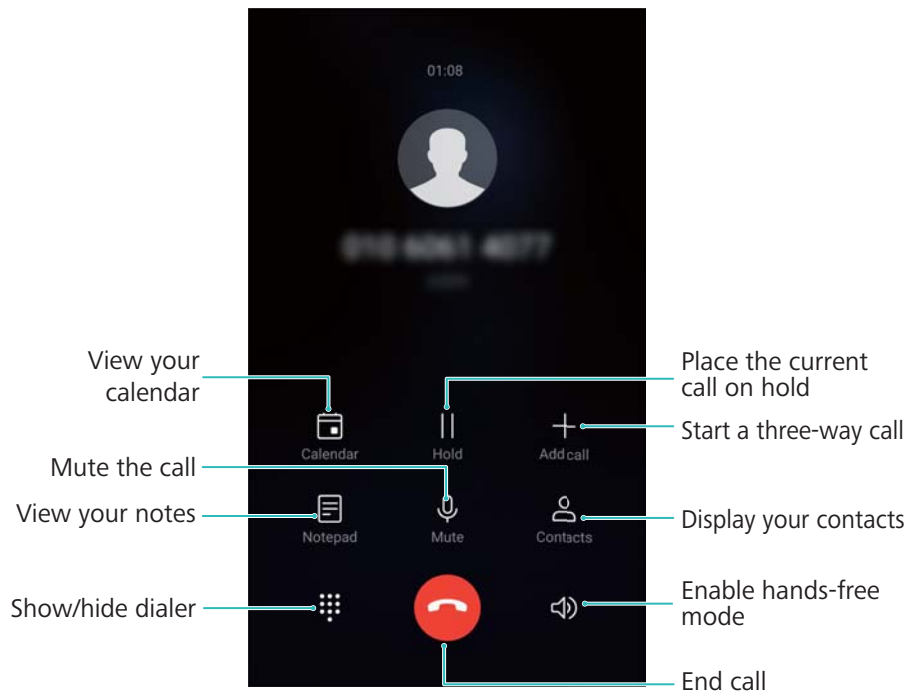 01:08
View your
calendar
Place the current
call on hold
Start a three-way call
Calendar
Hold
Add call
Mute the call
View your notes
Display your contacts
Notepad
Mute
Contacts
Show/hide dialer
Enable hands-free
mode
End call